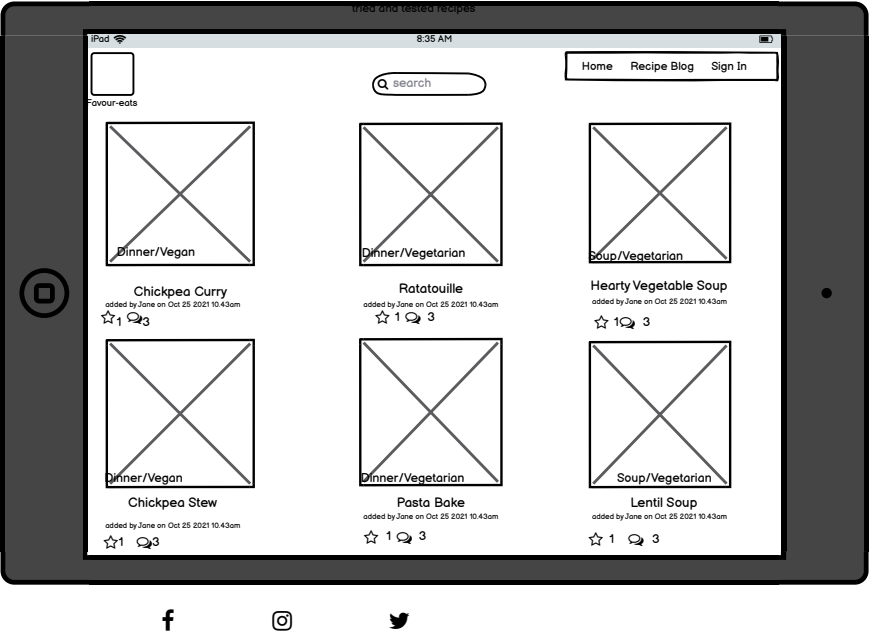 tried and tested recipes
iPad
8:35 AM
Home Recipe Blog Sign In
search
Favour-eats
Dinner/Vegan
Dinner/Vegetarian
Soup/Vegetarian
Chickpea Curry
Ratatouille
Hearty Vegetable Soup
added by Jane on Oct 25 2021 10.43am
added by Jane on Oct 25 2021 10.43am
added by Jane on Oct 25 2021 10.43am
1 3
1 3
1 3
Dinner/Vegan
Dinner/Vegetarian
Soup/Vegetarian
Chickpea Stew
Pasta Bake
Lentil Soup
added by Jane on Oct 25 2021 10.43am
added by Jane on Oct 25 2021 10.43am
added by Jane on Oct 25 2021 10.43am
1 3
1 3
1 3